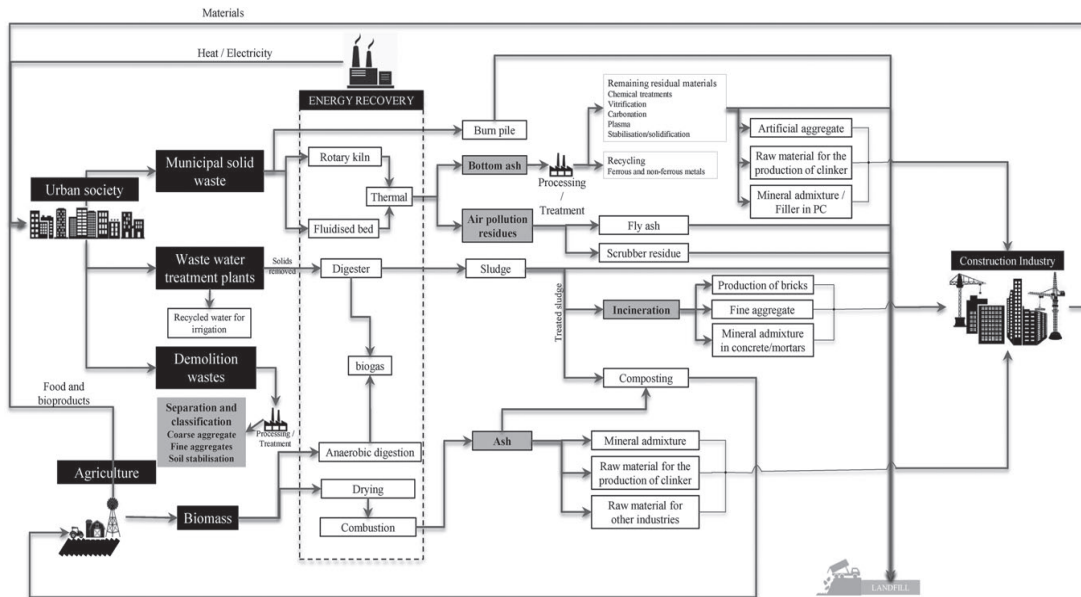 Materials
Heat / Electricity
ENERGY RECOVERY
Burn pile
Remaining residual materials
Chemical treatments
Vitrification
Carbonation
Plasma
Stabilisation/solidification
Artificial aggregate
Municipal solid
waste
Rotary kiln
Bottom ash
Processing
/
Treatment
Recycling
Ferrous and non-ferrous metals
Raw material for the
production of clinker
Urban society
Thermal
Mineral admixture /
Filler in PC
Fluidised bed
Air pollution
residues
Fly ash
Scrubber residue
Waste water
treatment plants
Solids
removed
Digester
Sludge
Construction Industry
Recycled water for
irrigation
Treated sludge
Incineration
Production of bricks
Fine aggregate
Mineral admixture
in concrete/mortars
Demolition
wastes
biogas
Composting
Food and
bioproducts
Separation and
classification
Coarse aggregate
Fine aggregates
Soil stabilisation
Processing /
Treatment
Anaerobic digestion
Ash
Mineral admixture
Raw material for the
production of clinker
Raw material for
other industries
Agriculture
Biomass
Drying
Combustion
LANDFILL